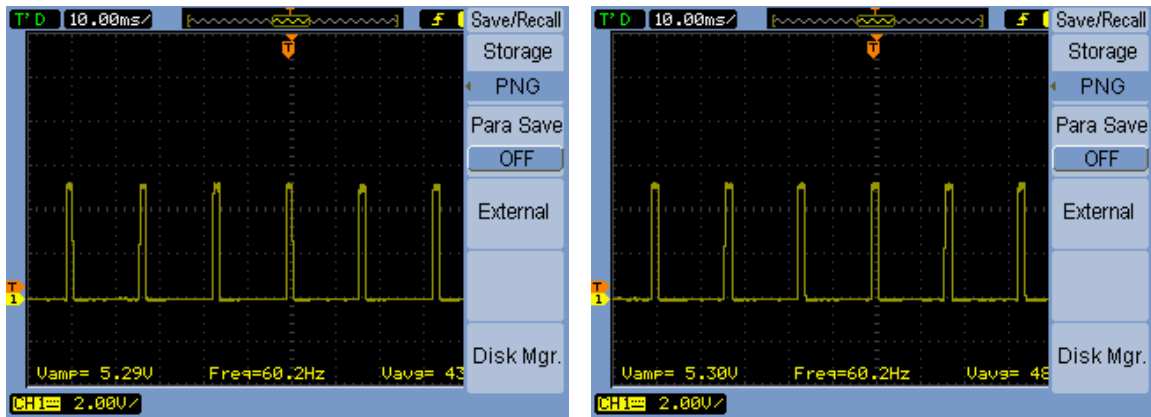 T'D 10.00ms/ T Save/Recall
T Storage
PNG
Para Save
OFF
External
T
1
Disk Mgr.
Vamp= 5.29V Freq=60.2Hz Vavg= 43
CH1 2.00V/
T'D 10.00ms/ T Save/Recall
T Storage
PNG
Para Save
OFF
External
T
1
Disk Mgr.
Vamp= 5.30V Freq=60.2Hz Vavg= 48
CH1 2.00V/